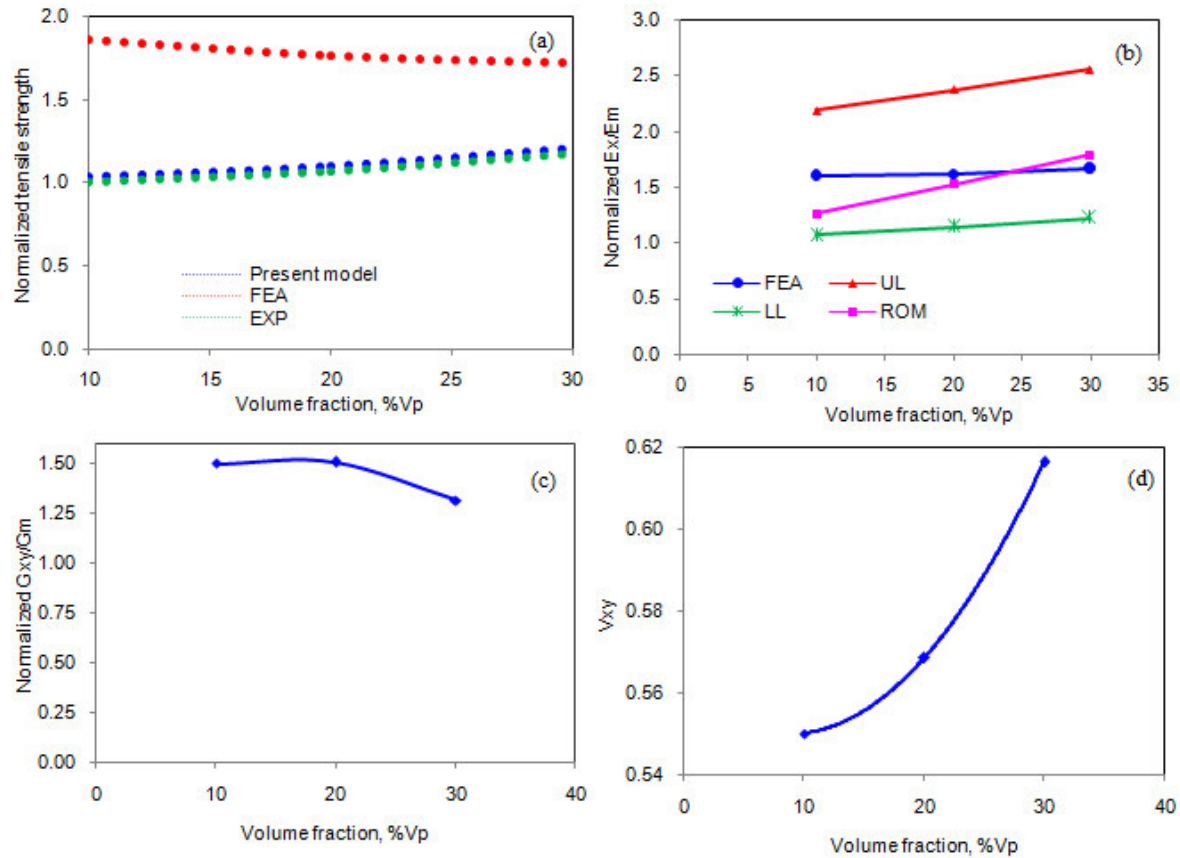 2.0
1.5
1.0
0.5
0.0
Normalized tensile strength
(a)
Present model
FEA
EXP
10 15 20 25 30
Volume fraction, %Vp
3.0
2.5
2.0
1.5
1.0
0.5
0.0
Normalized Ex/Em
(b)
FEA UL
LL ROM
0 5 10 15 20 25 30 35
Volume fraction, %Vp
1.50
1.25
1.00
0.75
0.50
0.25
0.00
Normalized Gxy/Gm
(c)
0 10 20 30 40
Volume fraction, %Vp
0.62
0.60
0.58
0.56
0.54
Vxy
(d)
0 10 20 30 40
Volume fraction, %Vp